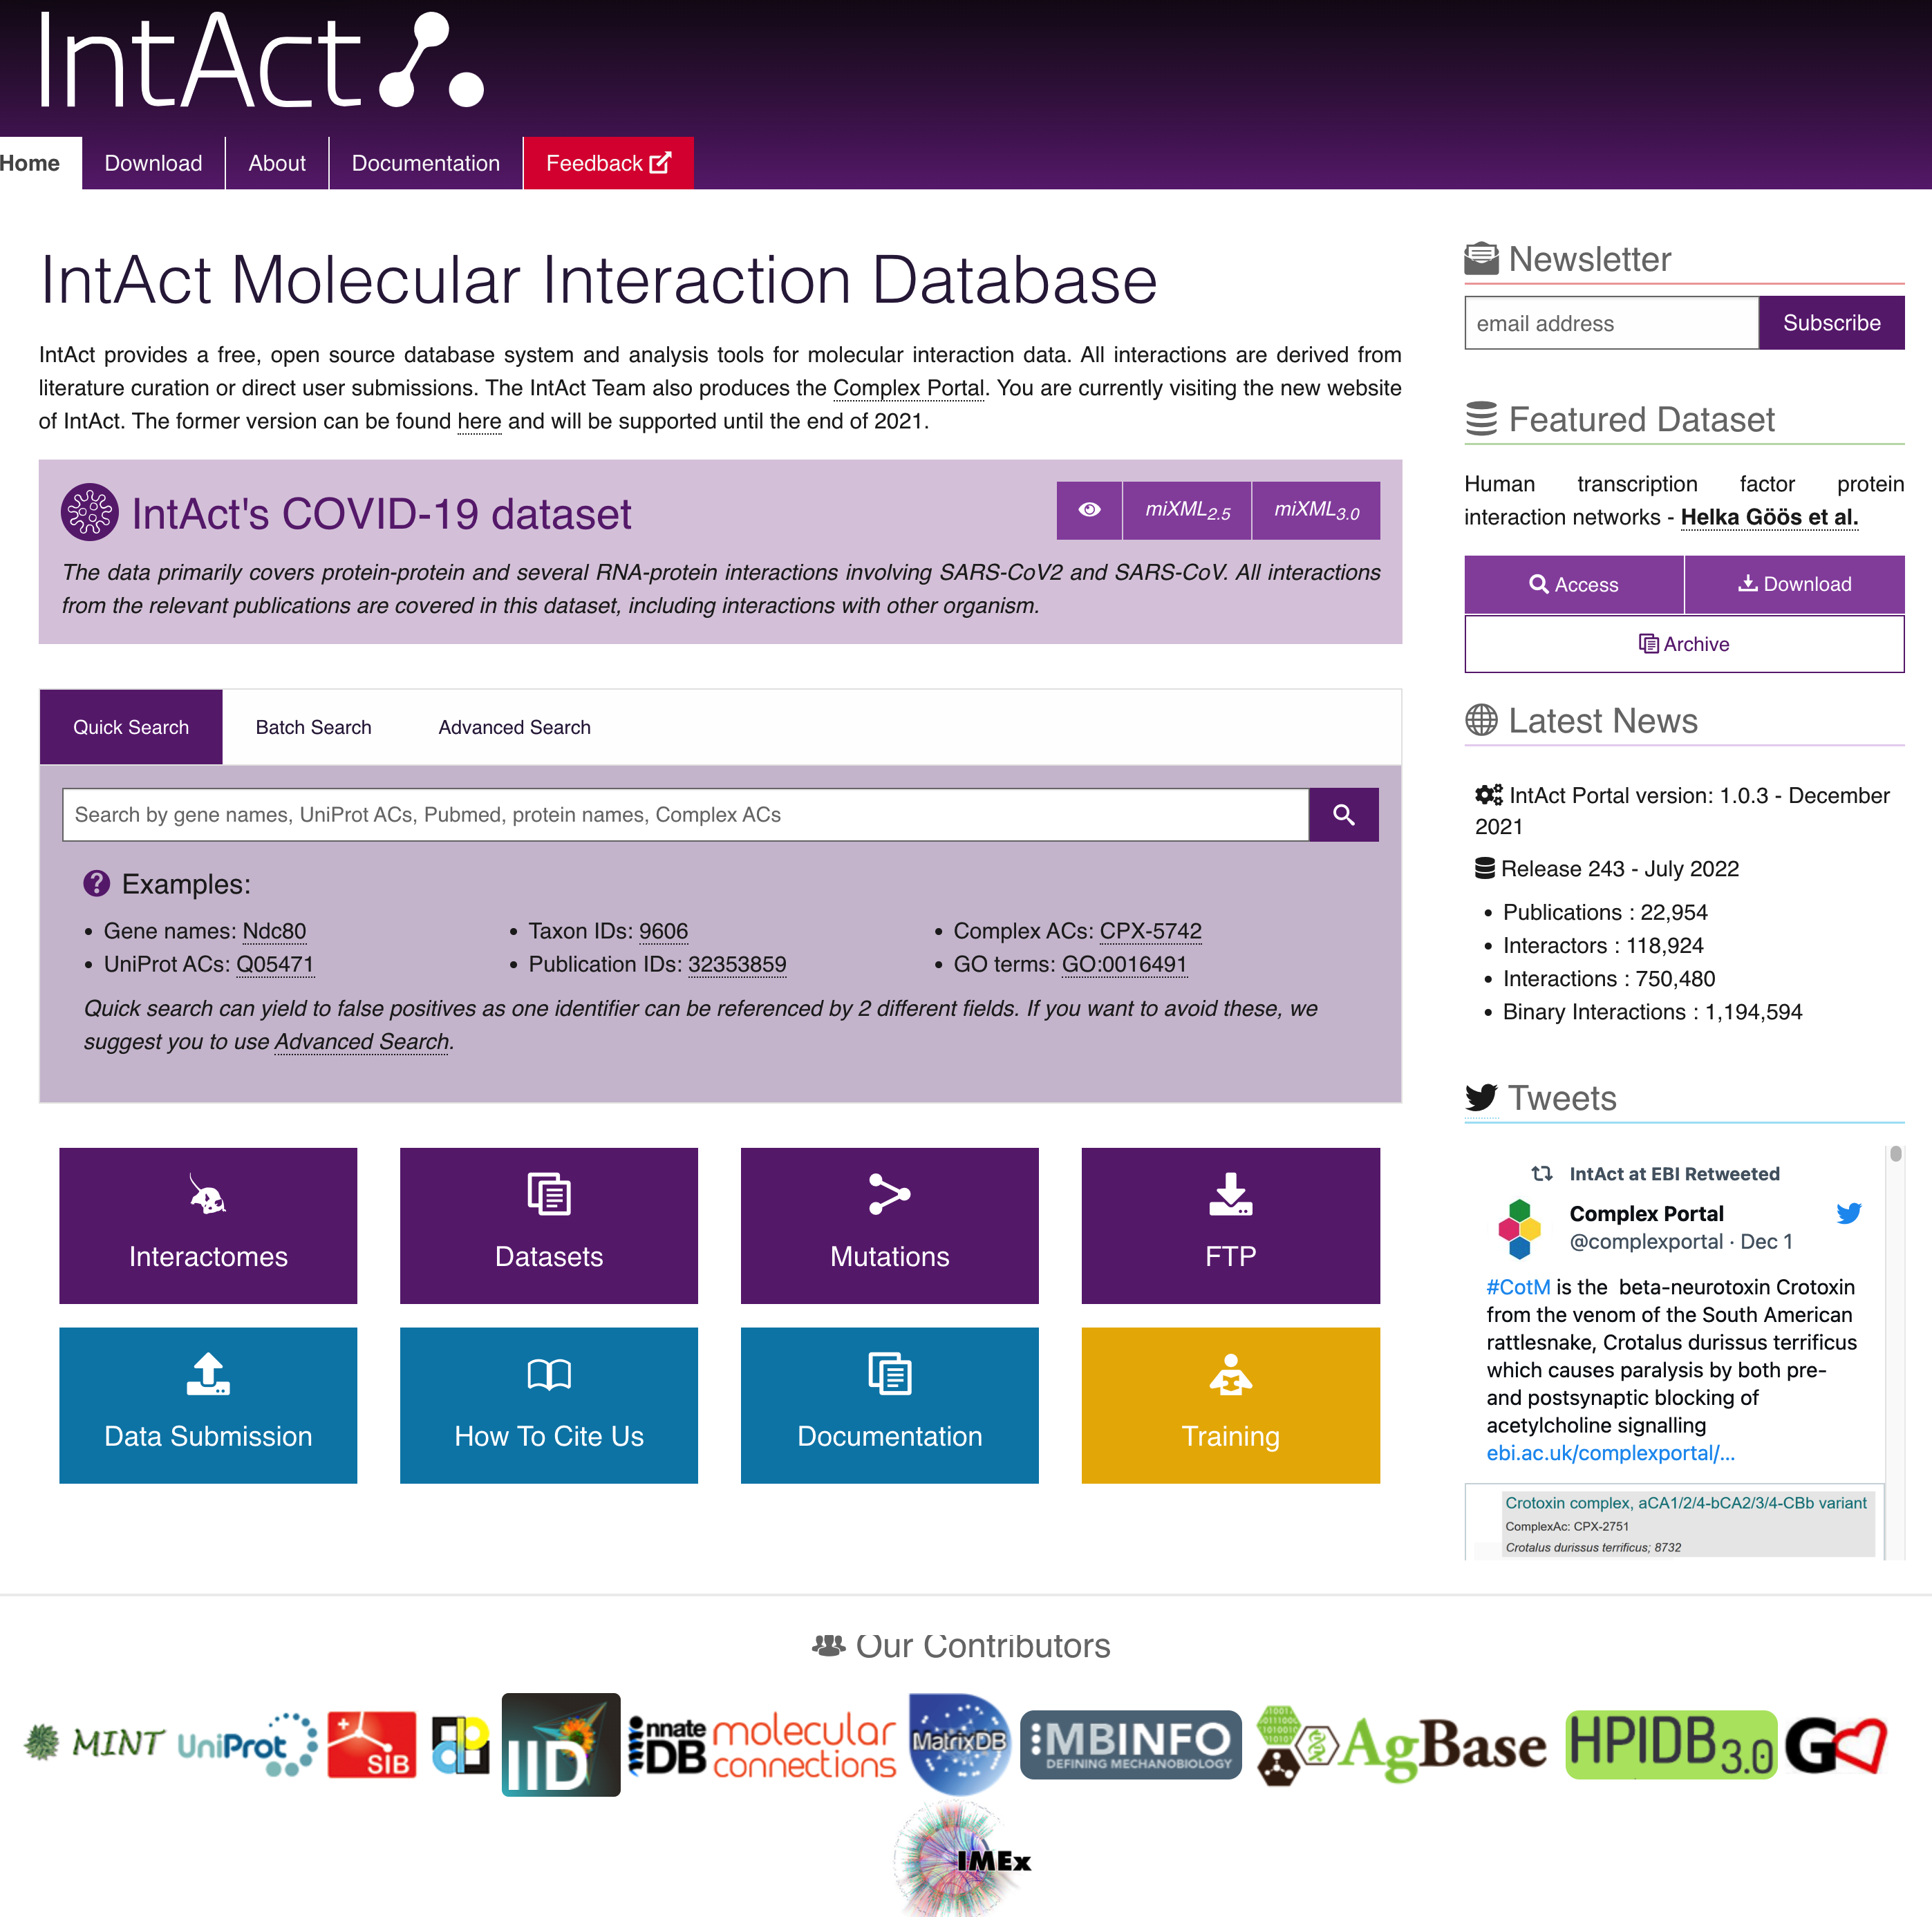 IntAct
Home Download About Documentation Feedback
IntAct Molecular Interaction Database
IntAct provides a free, open source database system and analysis tools for molecular interaction data. All interactions are derived from
literature curation or direct user submissions. The IntAct Team also produces the Complex Portal. You are currently visiting the new website
of IntAct. The former version can be found here and will be supported until the end of 2021.
IntAct's COVID-19 dataset
miXML2.5 miXML3.0
The data primarily covers protein-protein and several RNA-protein interactions involving SARS-CoV2 and SARS-CoV. All interactions
from the relevant publications are covered in this dataset, including interactions with other organism.
Quick Search Batch Search Advanced Search
Search by gene names, UniProt ACs, Pubmed, protein names, Complex ACs
? Examples:
• Gene names: Ndc80 • Taxon IDs: 9606 • Complex ACs: CPX-5742
• UniProt ACs: Q05471 • Publication IDs: 32353859 • GO terms: GO:0016491
Quick search can yield to false positives as one identifier can be referenced by 2 different fields. If you want to avoid these, we
suggest you to use Advanced Search.
Interactomes Datasets Mutations FTP
Data Submission How To Cite Us Documentation Training
Newsletter
email address Subscribe
Featured Dataset
Human transcription factor protein
interaction networks - Helka Göös et al.
Access Download
Archive
Latest News
IntAct Portal version: 1.0.3 - December
2021
Release 243 - July 2022
• Publications : 22,954
• Interactors : 118,924
• Interactions : 750,480
• Binary Interactions : 1,194,594
Tweets
IntAct at EBI Retweeted
Complex Portal
@complexportal · Dec 1
#CotM is the beta-neurotoxin Crotoxin
from the venom of the South American
rattlesnake, Crotalus durissus terrificus
which causes paralysis by both pre-
and postsynaptic blocking of
acetylcholine signalling
ebi.ac.uk/complexportal/...
Crotoxin complex, aCA1/2/4-bCA2/3/4-CBb variant
ComplexAc: CPX-2751
Crotalus durissus terrificus; 8732
Our Contributors
MINT UniProt SIB dip IID innateDB molecular connections MatrixDB MBINFO DEFINING MECHANOBIOLOGY AgBase HPIDB 3.0 G
IMEx